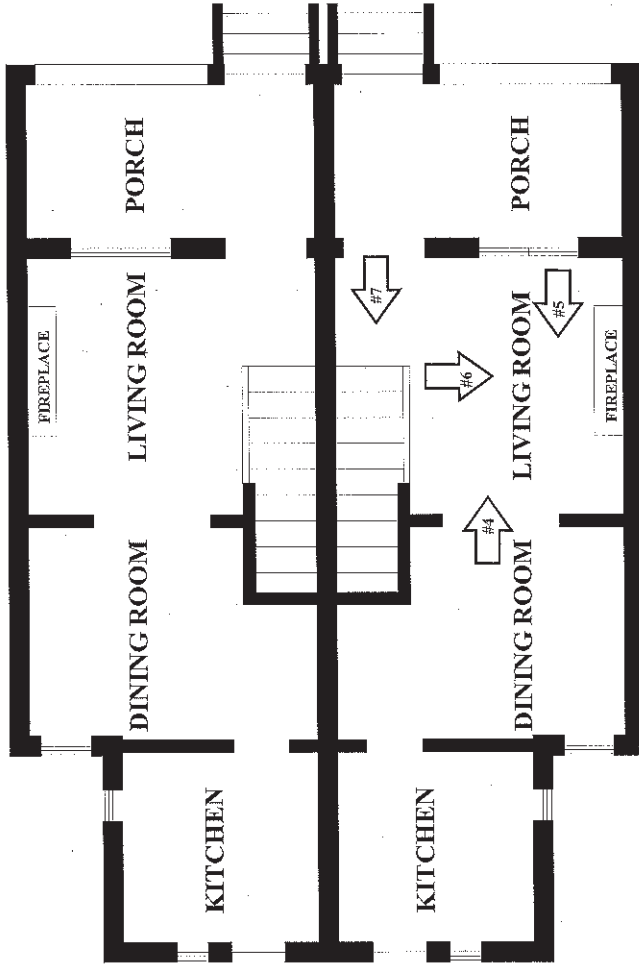 FIREPLACE
DINING ROOM
LIVING ROOM
PORCH
KITCHEN
#7
KITCHEN
#6
#4
DINING ROOM
LIVING ROOM
PORCH
#5
FIREPLACE